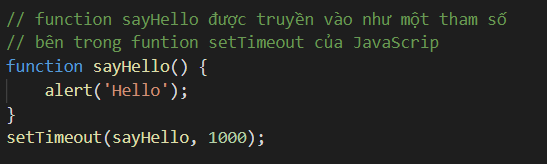 // function sayHello được truyền vào như một tham số
// bên trong funtion setTimeout của JavaScrip
function sayHello() {
    alert('Hello');
}
setTimeout(sayHello, 1000);